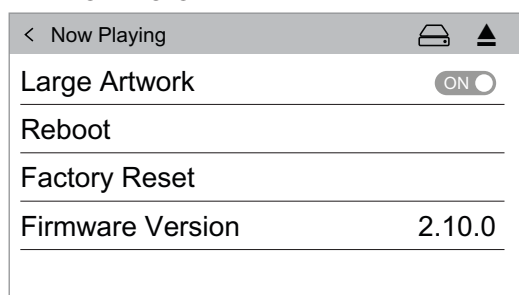 < Now Playing
Large Artwork ON
Reboot
Factory Reset
Firmware Version 2.10.0